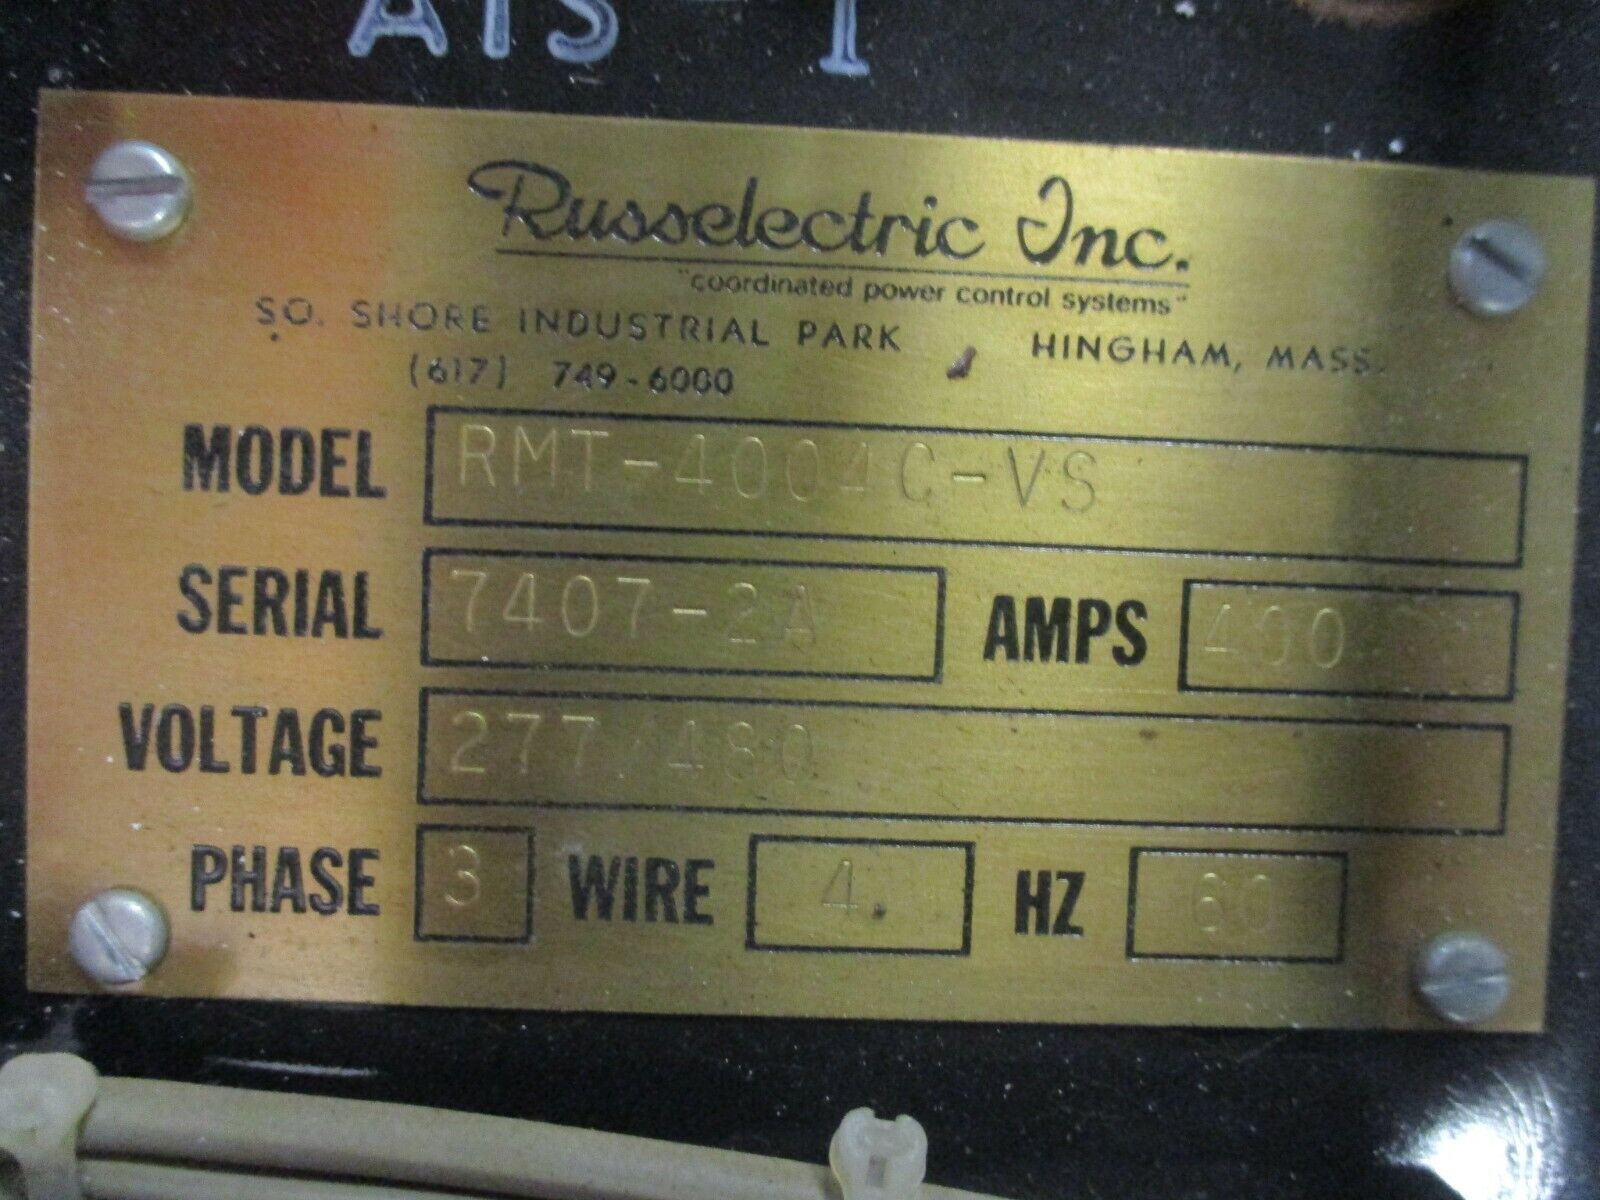 ATS-1
Russelectric Inc.
"coordinated power control systems"
SO. SHORE INDUSTRIAL PARK HINGHAM, MASS.
(617) 749-6000
MODEL RMT-4004C-VS
SERIAL 7407-2A AMPS 400
VOLTAGE 277/480
PHASE 3 WIRE 4 HZ 60